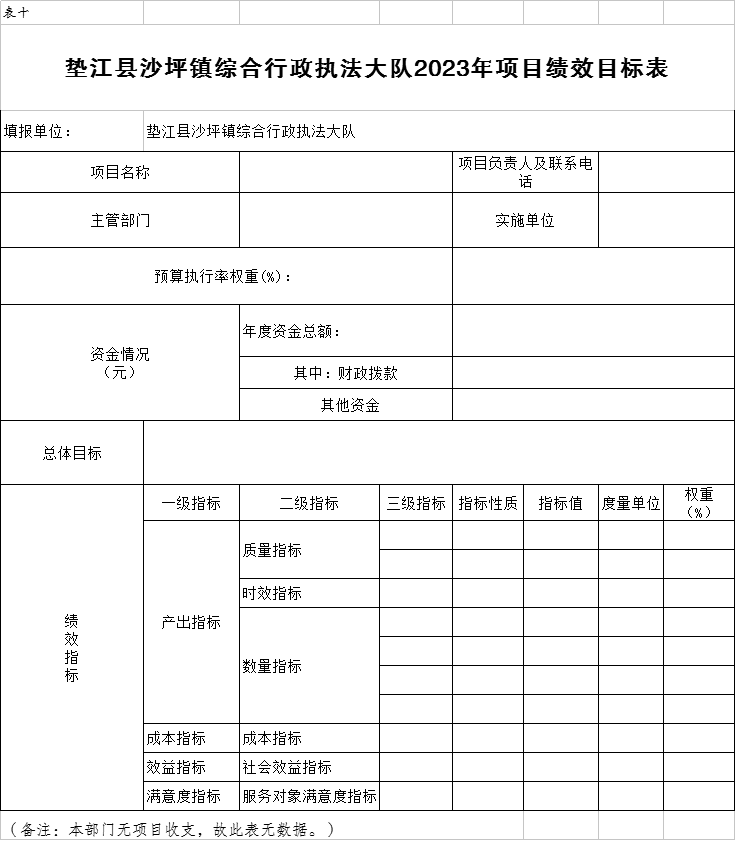 表十
垫江县沙坪镇综合行政执法大队2023年项目绩效目标表
填报单位： 垫江县沙坪镇综合行政执法大队
项目名称 项目负责人及联系电
话
主管部门 实施单位
预算执行率权重(%)：
资金情况
（元）
年度资金总额：
其中：财政拨款
其他资金
总体目标
绩
效
指
标
一级指标 二级指标 三级指标 指标性质 指标值 度量单位 权重
（%）
产出指标
质量指标
时效指标
数量指标
成本指标 成本指标
效益指标 社会效益指标
满意度指标 服务对象满意度指标
（备注：本部门无项目收支，故此表无数据。）